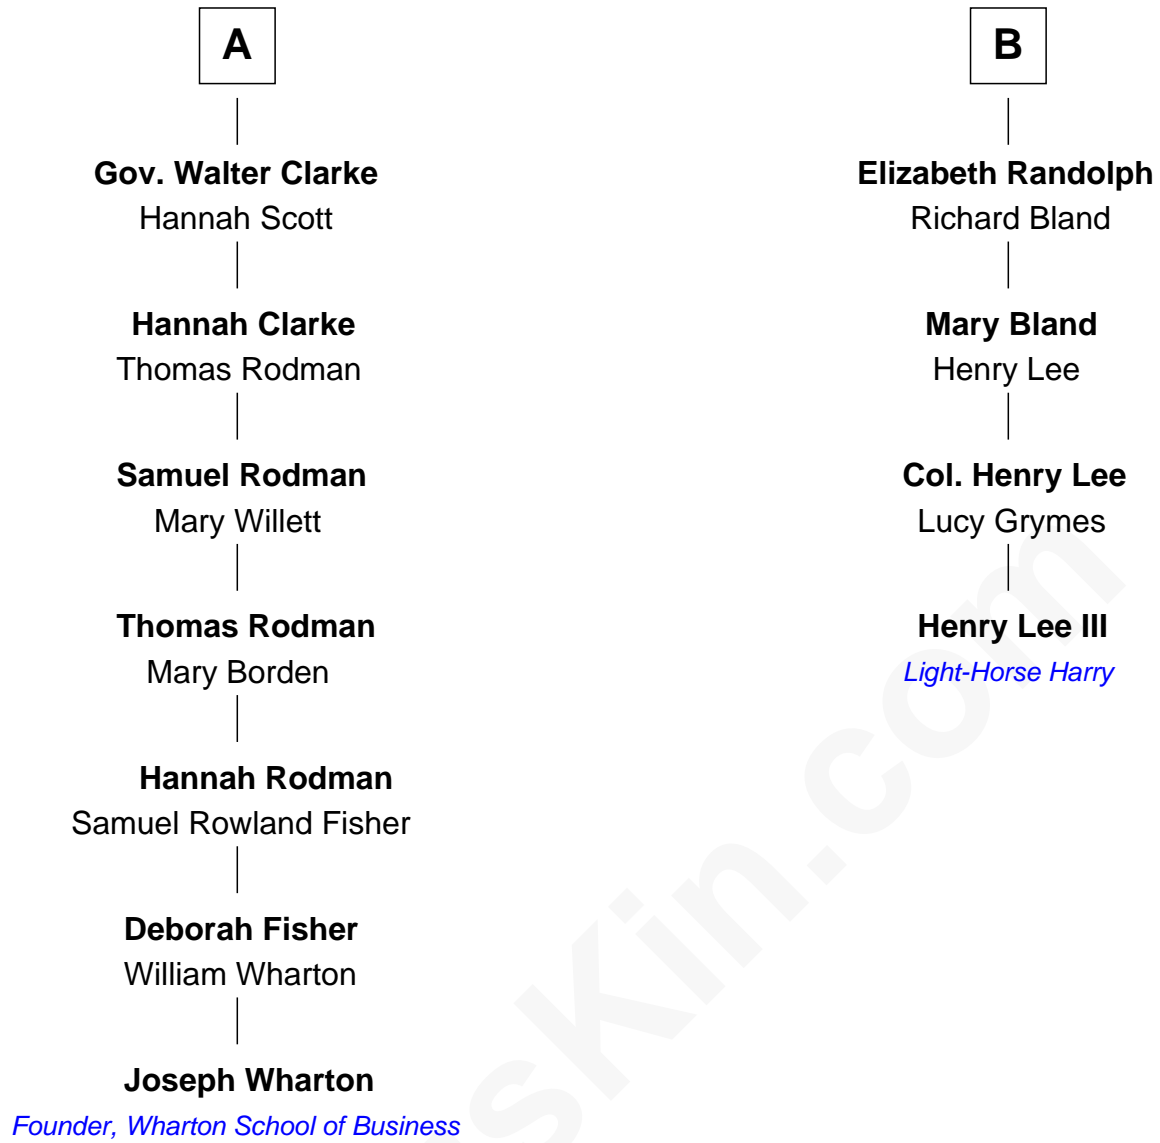 A
Gov. Walter Clarke
Hannah Scott
Hannah Clarke
Thomas Rodman
Samuel Rodman
Mary Willett
Thomas Rodman
Mary Borden
Hannah Rodman
Samuel Rowland Fisher
Deborah Fisher
William Wharton
Joseph Wharton
Founder, Wharton School of Business
B
Elizabeth Randolph
Richard Bland
Mary Bland
Henry Lee
Col. Henry Lee
Lucy Grymes
Henry Lee III
Light-Horse Harry
sKin.com